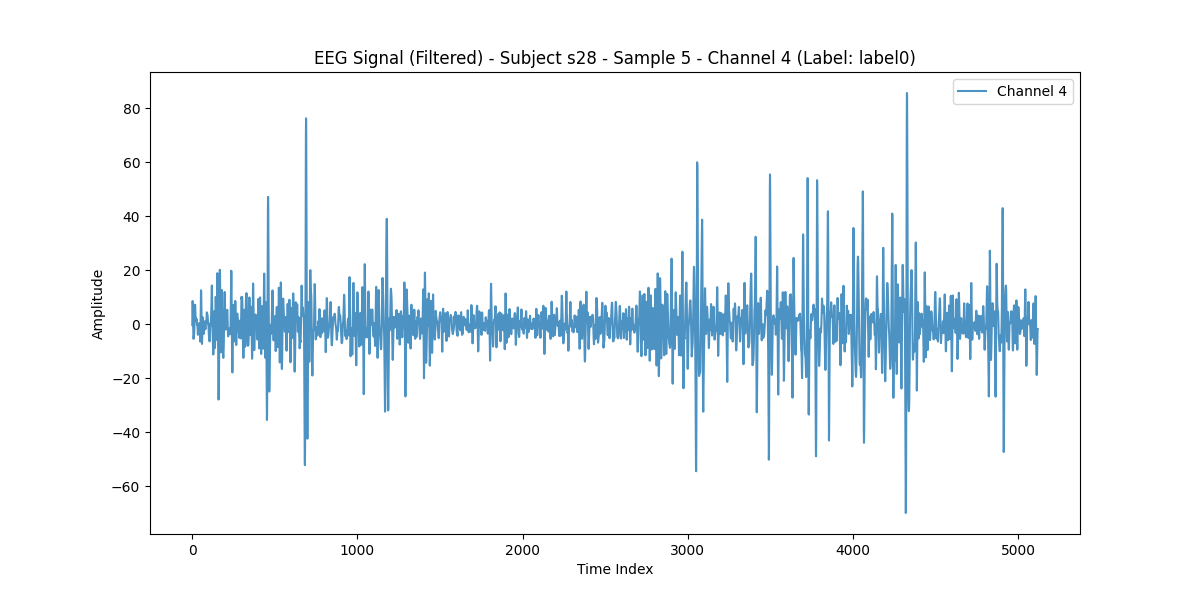 EEG Signal (Filtered) - Subject s28 - Sample 5 - Channel 4 (Label: label0)
Channel 4
80
60
40
20
0
−20
−40
−60
Amplitude
0 1000 2000 3000 4000 5000
Time Index